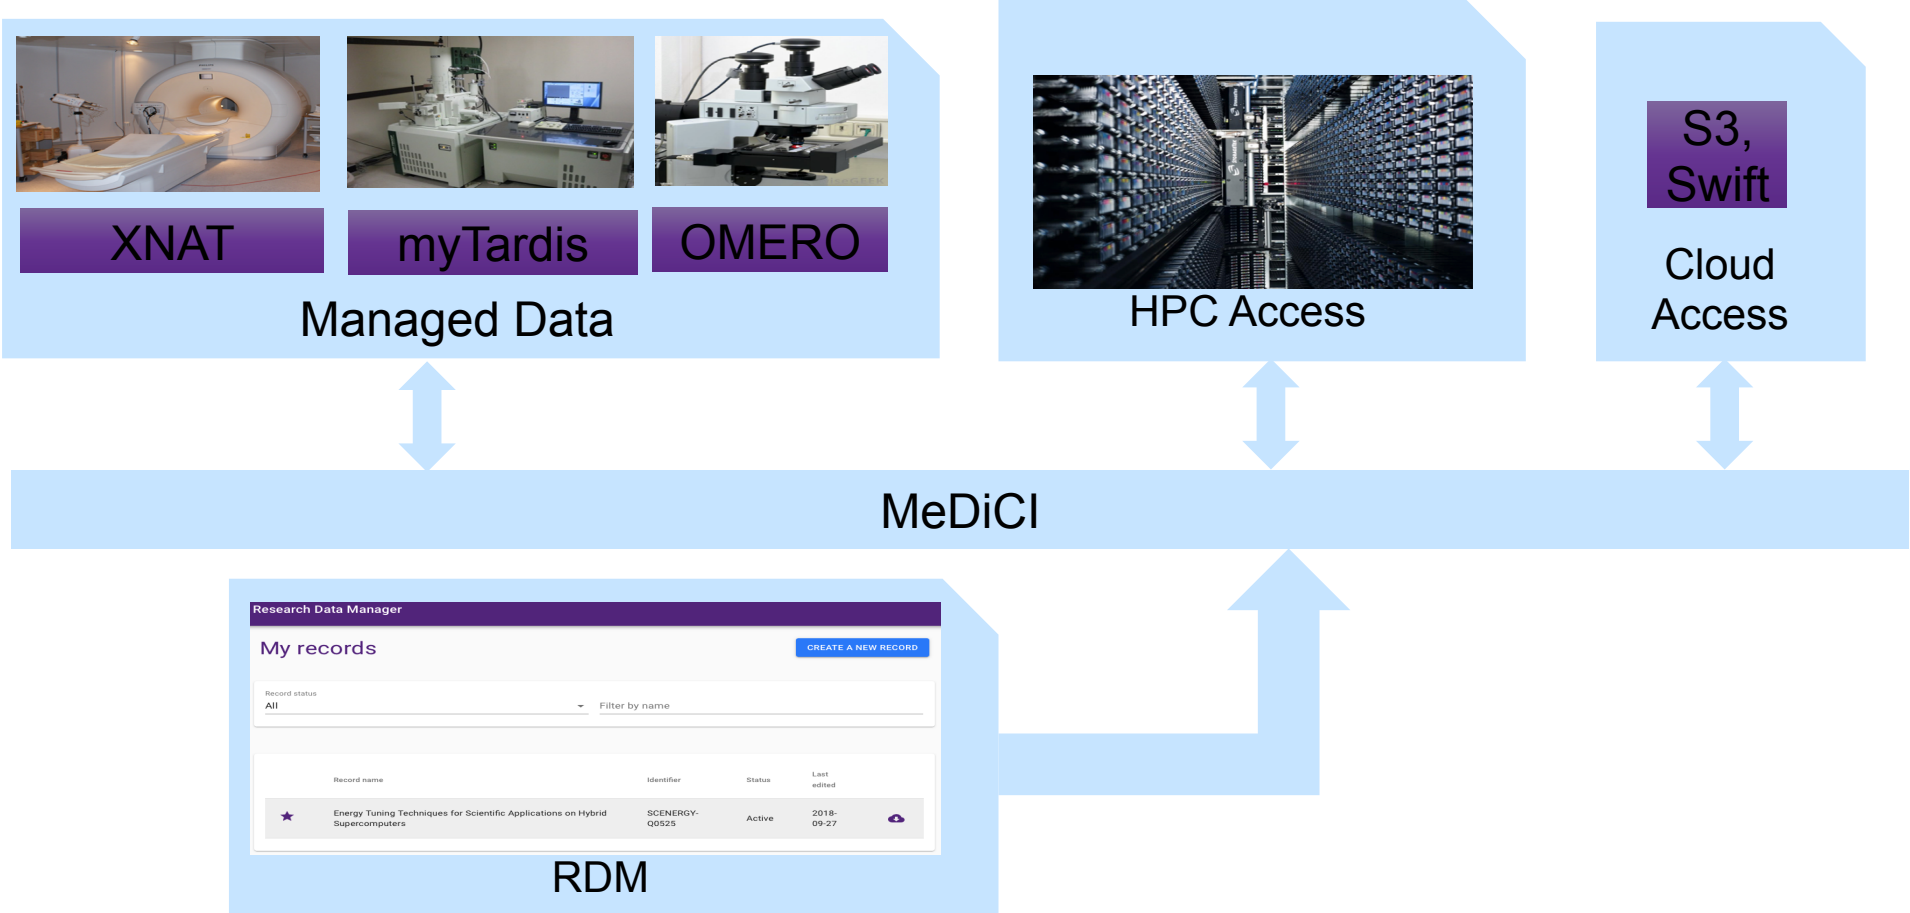 XNAT
myTardis
OMERO
Managed Data
HPC Access
S3,
Swift
Cloud
Access
MeDiCI
Research Data Manager
My records
CREATE A NEW RECORD
Record status
All
Filter by name
Record name
Identifier
Status
Last
edited
Energy Tuning Techniques for Scientific Applications on Hybrid
Supercomputers
SCENERGY-
Q0525
Active
2018-
09-27
RDM